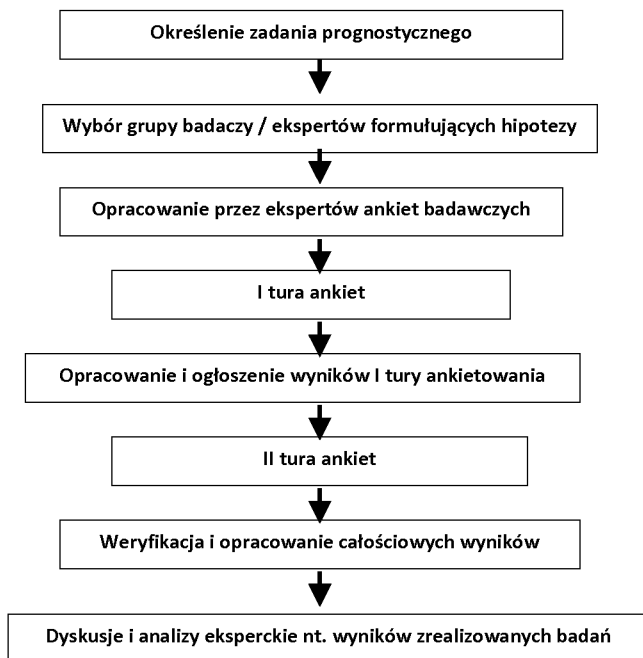 Określenie zadania prognostycznego
Wybór grupy badaczy / ekspertów formułujących hipotezy
Opracowanie przez ekspertów ankiet badawczych
I tura ankiet
Opracowanie i ogłoszenie wyników I tury ankietowania
II tura ankiet
Weryfikacja i opracowanie całościowych wyników
Dyskusje i analizy eksperckie nt. wyników zrealizowanych badań